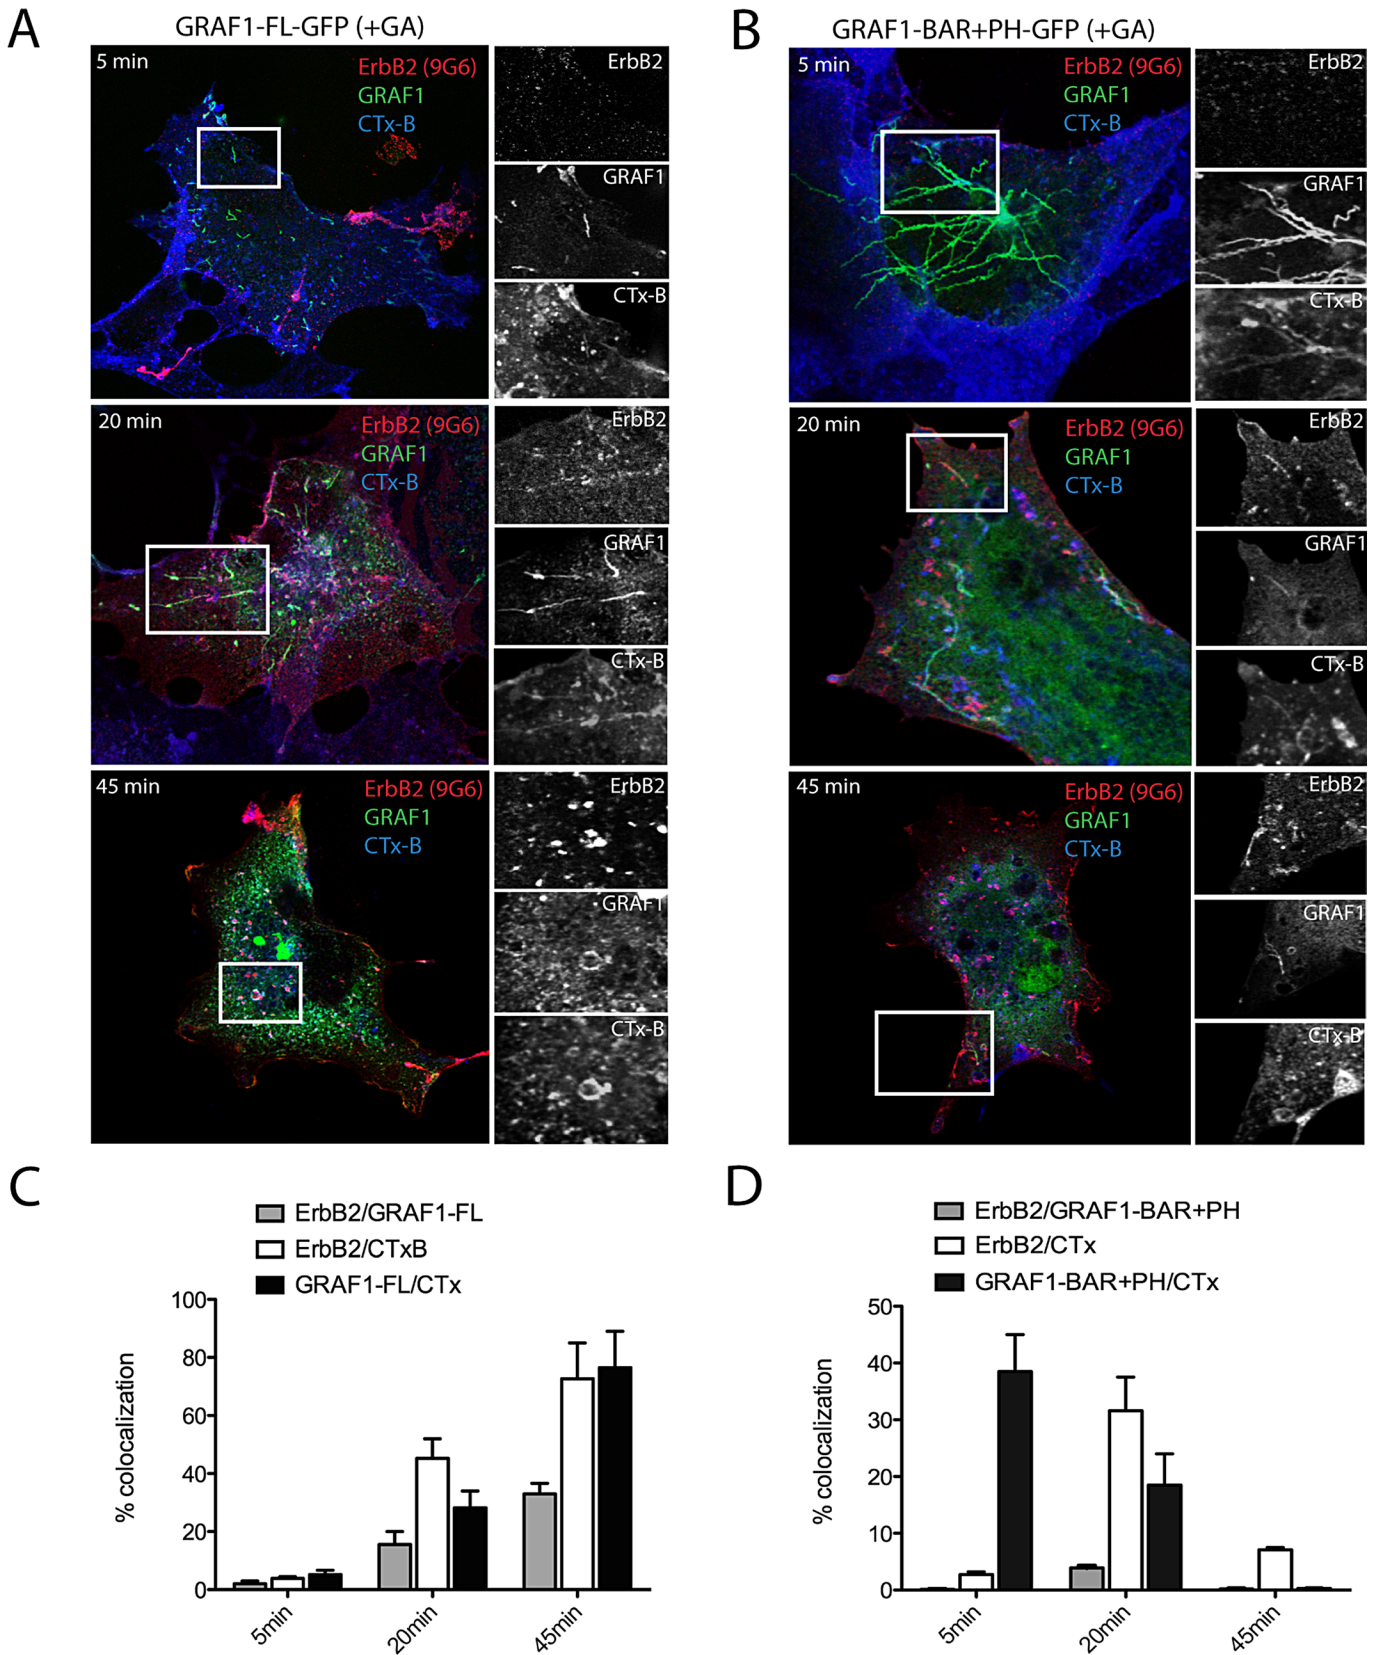 A
GRAF1-FL-GFP (+GA)
5 min
ErbB2 (9G6)
GRAF1
CTx-B
ErbB2
GRAF1
CTx-B
20 min
ErbB2 (9G6)
GRAF1
CTx-B
ErbB2
GRAF1
CTx-B
45 min
ErbB2 (9G6)
GRAF1
CTx-B
ErbB2
GRAF1
CTx-B
B
GRAF1-BAR+PH-GFP (+GA)
5 min
ErbB2 (9G6)
GRAF1
CTx-B
ErbB2
GRAF1
CTx-B
20 min
ErbB2 (9G6)
GRAF1
CTx-B
ErbB2
GRAF1
CTx-B
45 min
ErbB2 (9G6)
GRAF1
CTx-B
ErbB2
GRAF1
CTx-B
C
ErbB2/GRAF1-FL
ErbB2/CTxB
GRAF1-FL/CTx
% colocalization
100
80
60
40
20
0
5min
20min
45min
D
ErbB2/GRAF1-BAR+PH
ErbB2/CTx
GRAF1-BAR+PH/CTx
% colocalization
50
40
30
20
10
0
5min
20min
45min